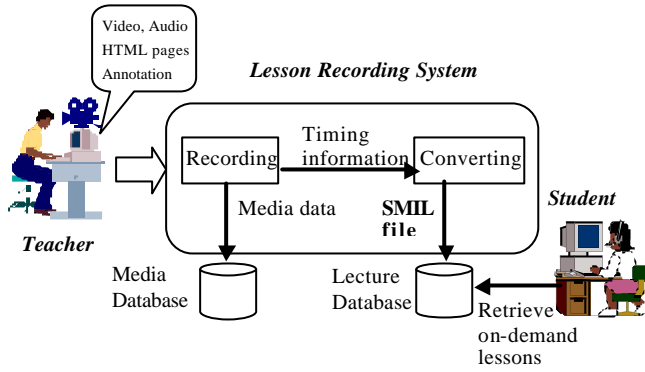 Video, Audio
HTML pages
Annotation
Lesson Recording System
Teacher
Recording
Timing
information
Converting
Media data
SMIL
file
Student
Media
Database
Lecture
Database
Retrieve
on-demand
lessons